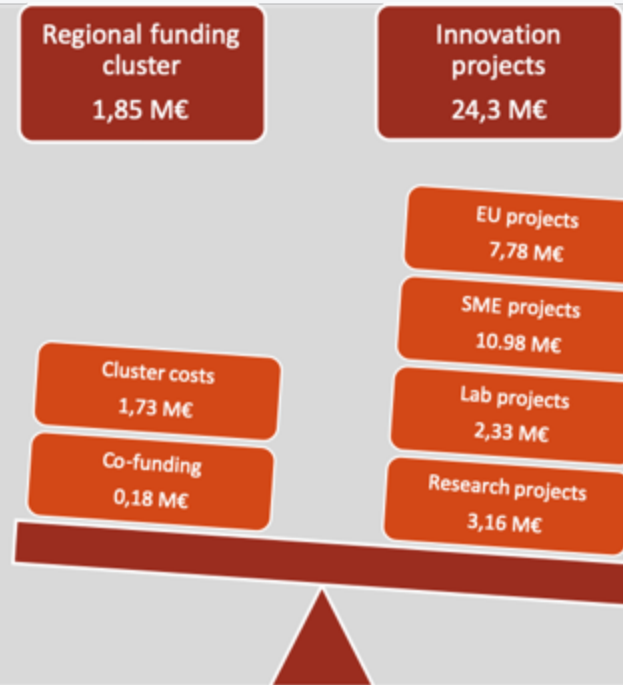 Regional funding
cluster
1,85 M€
Innovation
projects
24,3 M€
EU projects
7,78 M€
SME projects
10.98 M€
Cluster costs
1,73 M€
Lab projects
2,33 M€
Co-funding
0,18 M€
Research projects
3,16 M€